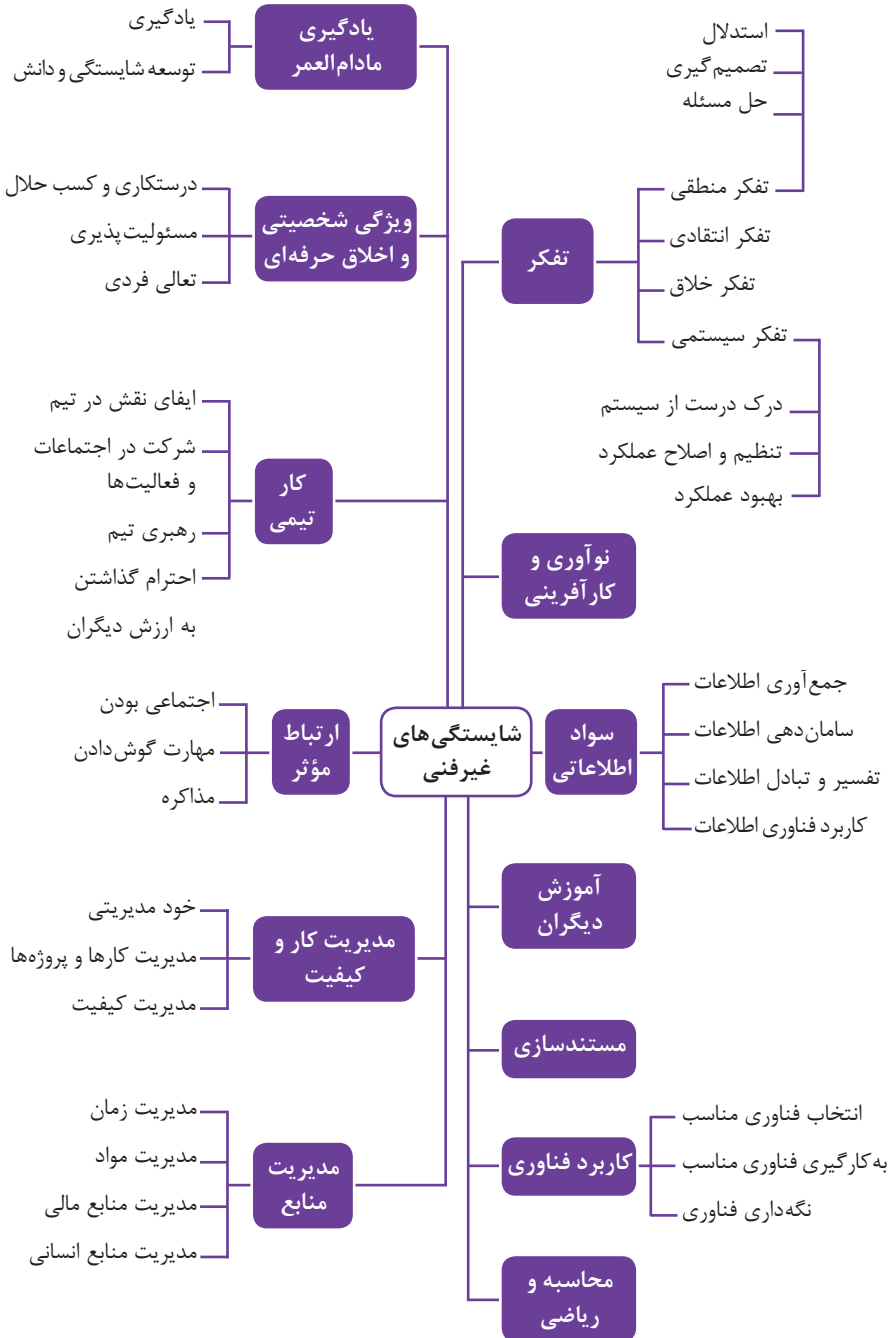 شایستگی‌های
غیرفنی
تفکر
استدلال
تصمیم‌گیری
حل مسئله
تفکر منطقی
تفکر انتقادی
تفکر خلاق
تفکر سیستمی
درک درست از سیستم
تنظیم و اصلاح عملکرد
بهبود عملکرد
نوآوری و
کارآفرینی
سواد
اطلاعاتی
جمع‌آوری اطلاعات
سامان‌دهی اطلاعات
تفسیر و تبادل اطلاعات
کاربرد فناوری اطلاعات
آموزش
دیگران
مستندسازی
کاربرد فناوری
انتخاب فناوری مناسب
به‌کارگیری فناوری مناسب
نگه‌داری فناوری
محاسبه و
ریاضی
یادگیری
مادام‌العمر
یادگیری
توسعه شایستگی و دانش
ویژگی شخصیتی
و اخلاق حرفه‌ای
درستکاری و کسب حلال
مسئولیت‌پذیری
تعالی فردی
کار
تیمی
ایفای نقش در تیم
شرکت در اجتماعات
و فعالیت‌ها
رهبری تیم
احترام گذاشتن
به ارزش دیگران
ارتباط
مؤثر
اجتماعی بودن
مهارت گوش‌دادن
مذاکره
مدیریت کار و
کیفیت
خود مدیریتی
مدیریت کارها و پروژه‌ها
مدیریت کیفیت
مدیریت
منابع
مدیریت زمان
مدیریت مواد
مدیریت منابع مالی
مدیریت منابع انسانی